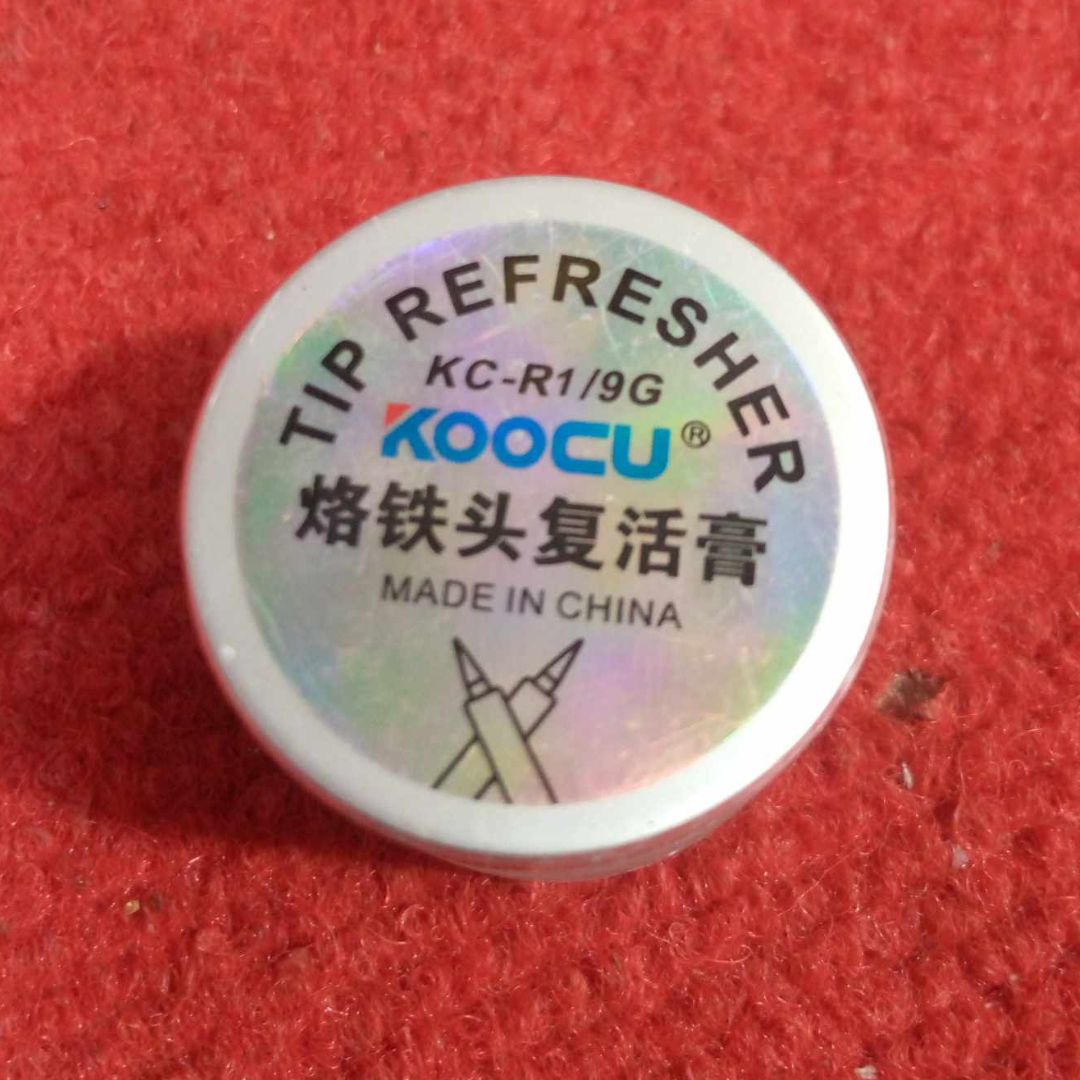 TIP REFRESHER
KC-R1/9G
KOOCU®
烙铁头复活膏
MADE IN CHINA